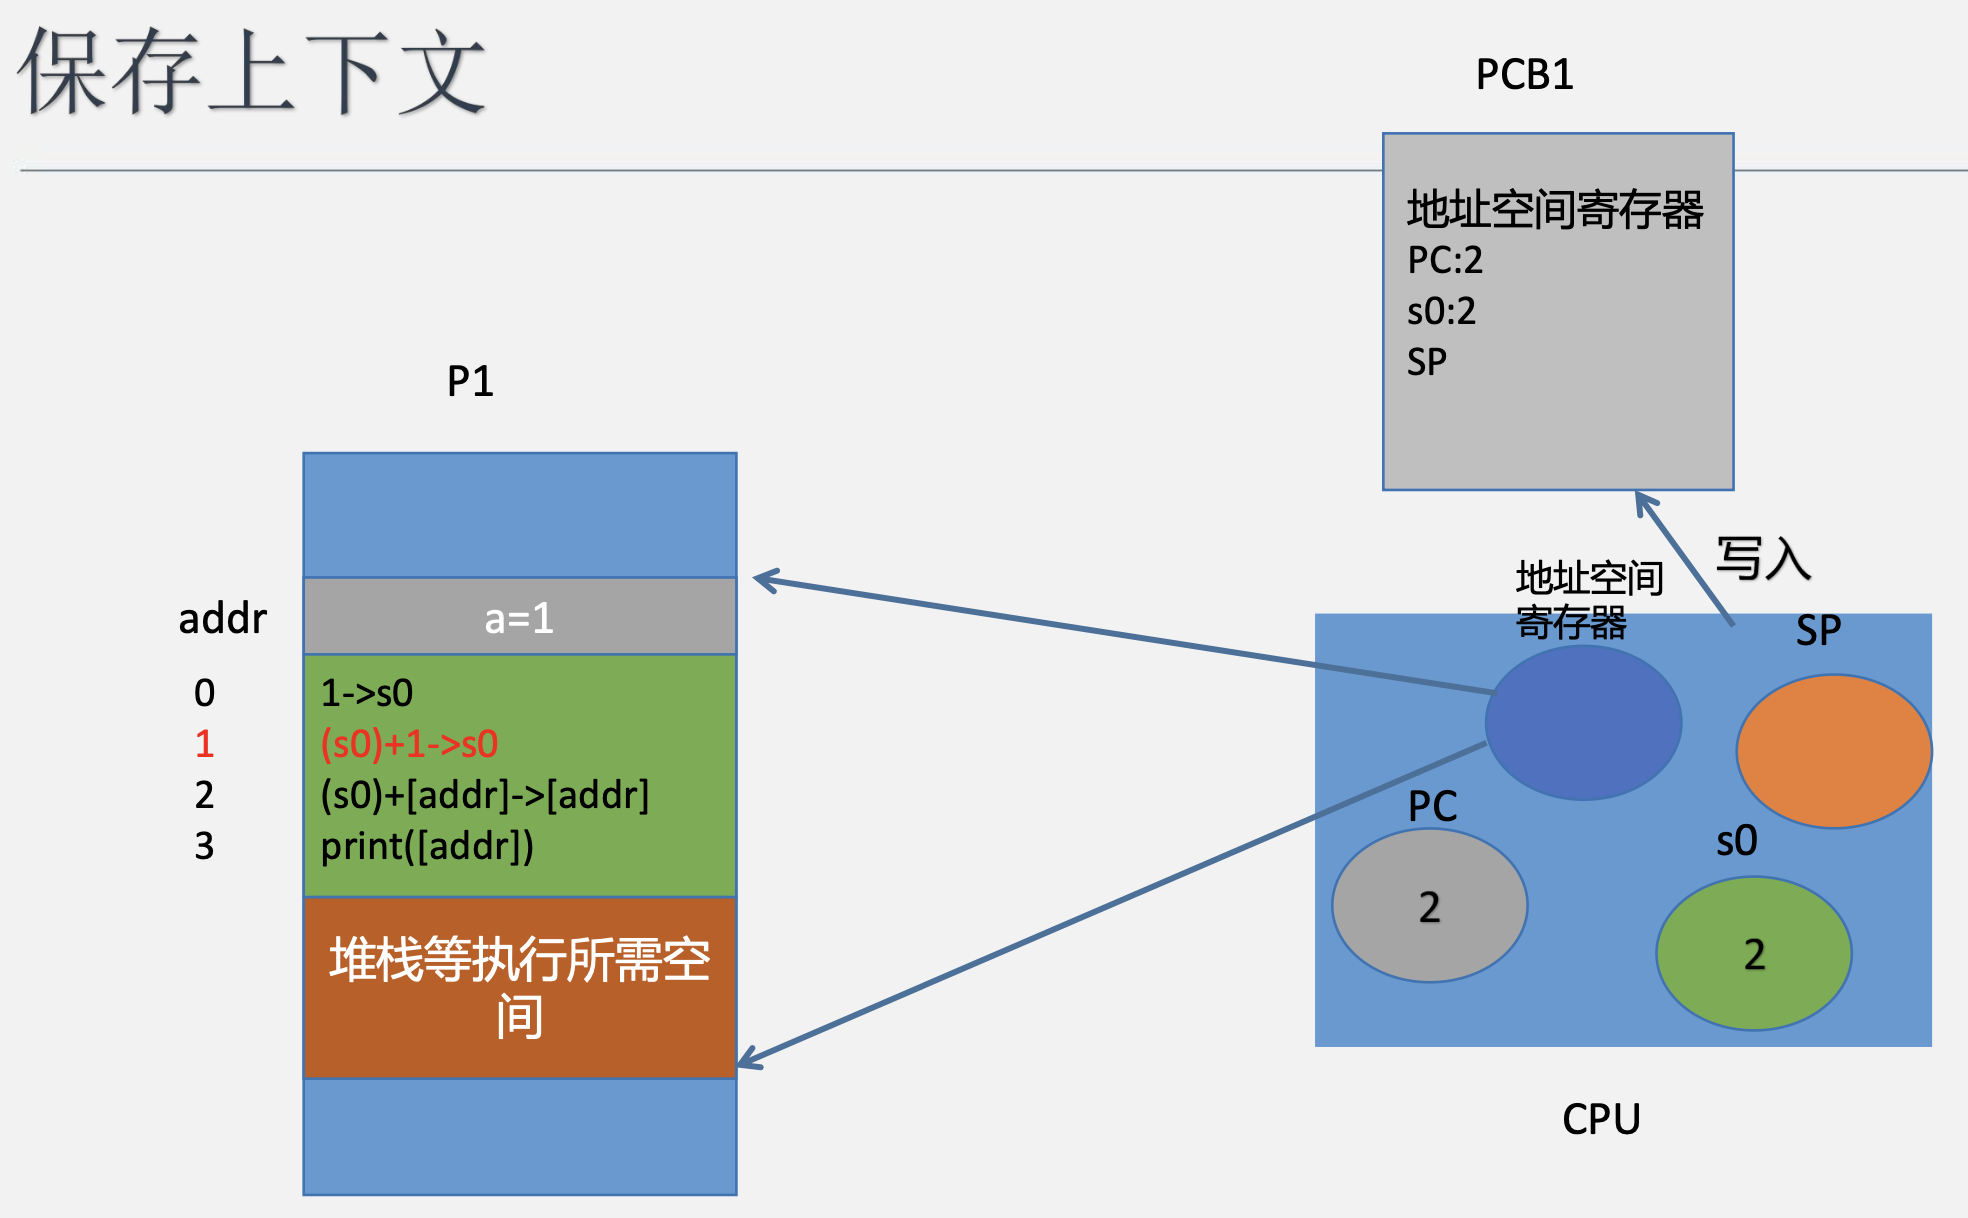 保存上下文
PCB1
地址空间寄存器
PC:2
s0:2
SP
P1
addr
a=1
0
1->s0
1
(s0)+1->s0
2
(s0)+[addr]->[addr]
3
print([addr])
堆栈等执行所需空
间
写入
地址空间
寄存器
SP
PC
2
s0
2
CPU